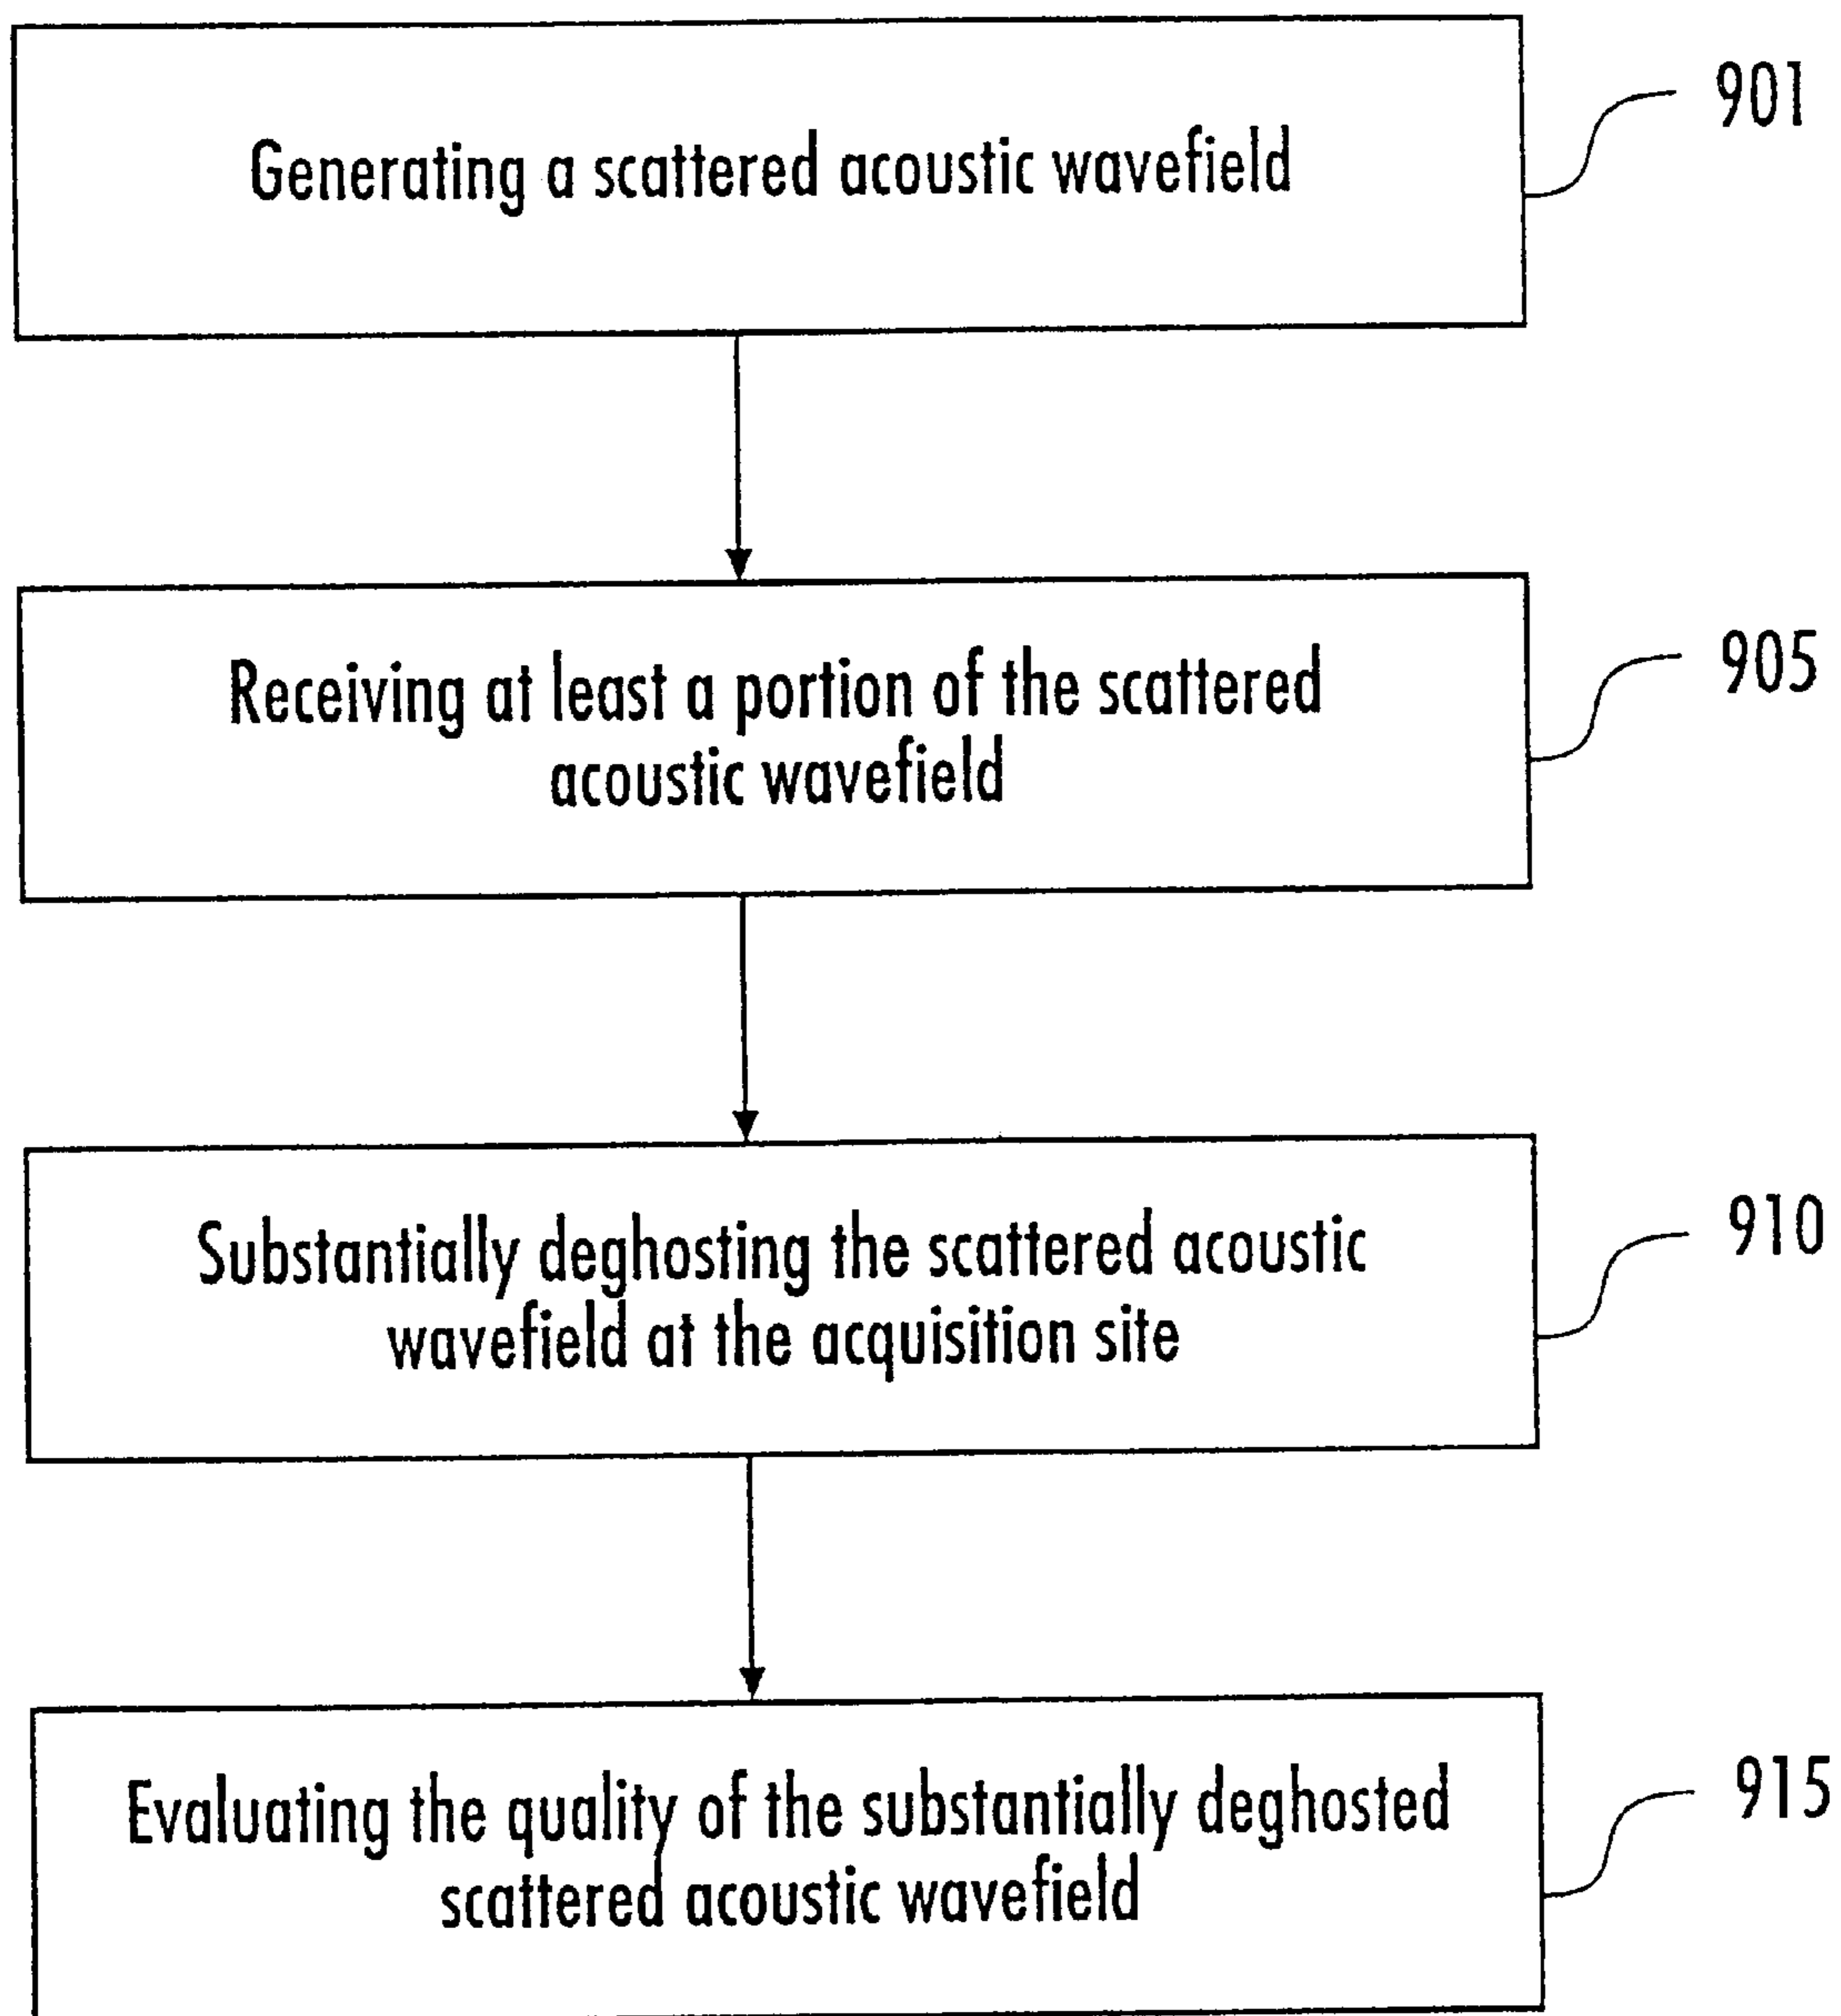 Generating a scattered acoustic wavefield
901
Receiving at least a portion of the scattered
acoustic wavefield
905
Substantially deghosting the scattered acoustic
wavefield at the acquisition site
910
Evaluating the quality of the substantially deghosted
scattered acoustic wavefield
915